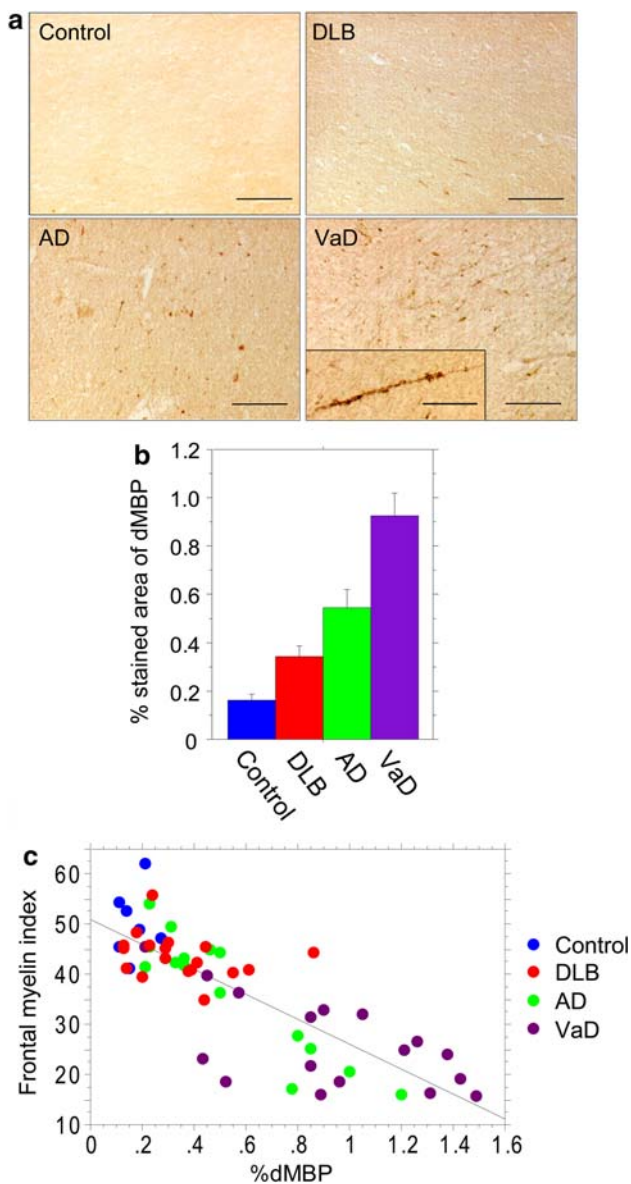 a
Control
DLB
AD
VaD
b
% stained area of dMBP
1.2
1.0
0.8
0.6
0.4
0.2
0
Control
DLB
AD
VaD
c
Frontal myelin index
60
50
40
30
20
10
0 .2 .4 .6 .8 1 1.2 1.4 1.6
%dMBP
Control
DLB
AD
VaD